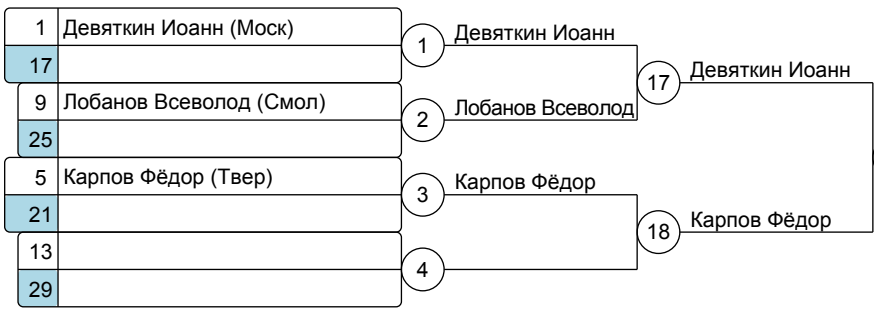 1 Девяткин Иоанн (Моск)
17
9 Лобанов Всеволод (Смол)
25
5 Карпов Фёдор (Твер)
21
13
29
1 Девяткин Иоанн
2 Лобанов Всеволод
3 Карпов Фёдор
4
17 Девяткин Иоанн
18 Карпов Фёдор